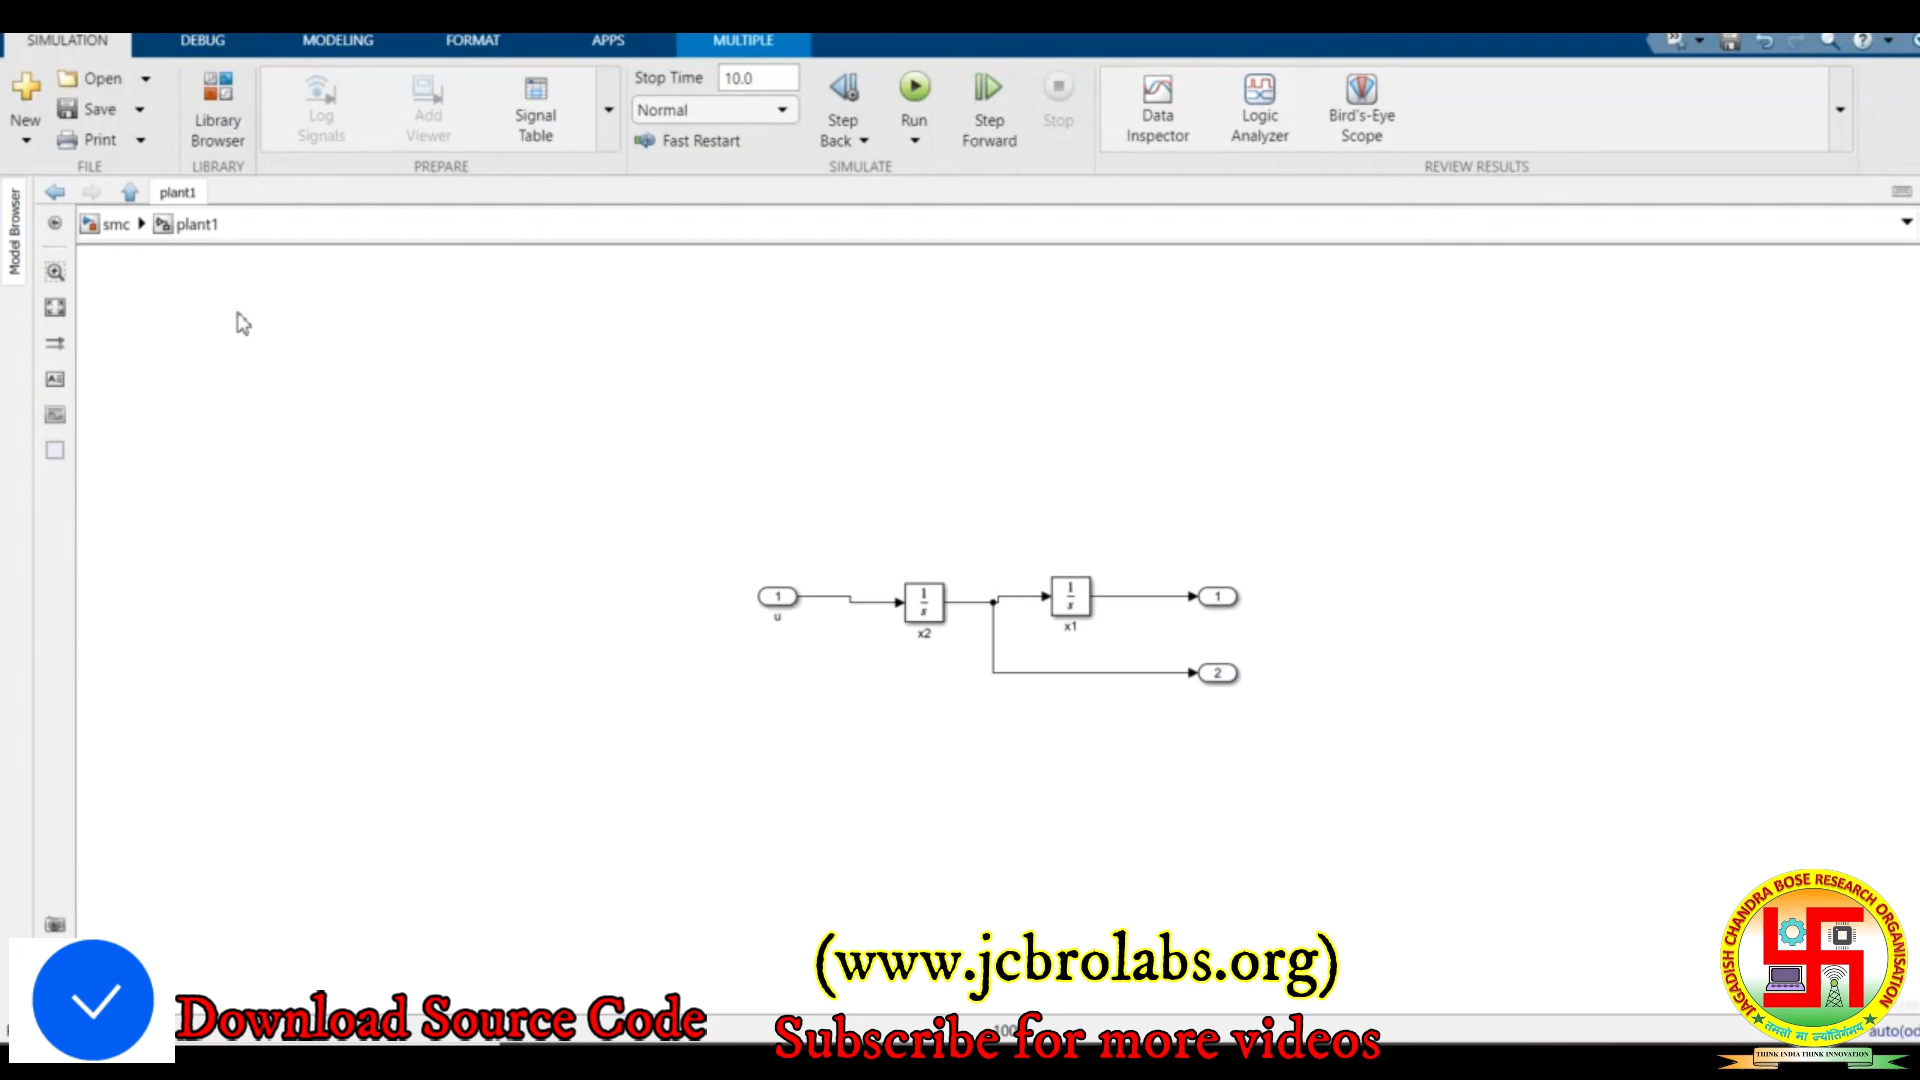 SIMULATION DEBUG MODELING FORMAT APPS MULTIPLE
New
Open
Save
Print
FILE
Library Browser
LIBRARY
Log Signals
Add Viewer
Signal Table
PREPARE
Stop Time 10.0
Normal
Fast Restart
Step Back
Run
Step Forward
Stop
SIMULATE
Data Inspector
Logic Analyzer
Bird's-Eye Scope
REVIEW RESULTS
Model Browser
plant1
smc plant1
1
u
1
s
x2
1
s
x1
1
2
(www.jcbrolabs.org)
Download Source Code
Subscribe for more videos
JAGADISH CHANDRA BOSE RESEARCH ORGANISATION
तमसो मा ज्योतिर्गमय
THINK INDIA THINK INNOVATION